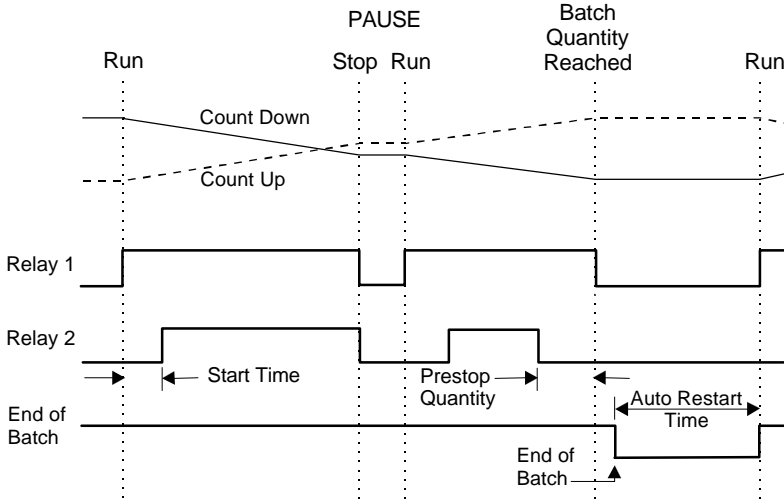 PAUSE
Batch
Quantity
Reached
Run
Stop Run
Run
Count Down
Count Up
Relay 1
Relay 2
Start Time
Prestop
Quantity
End of
Batch
Auto Restart
Time
End of
Batch